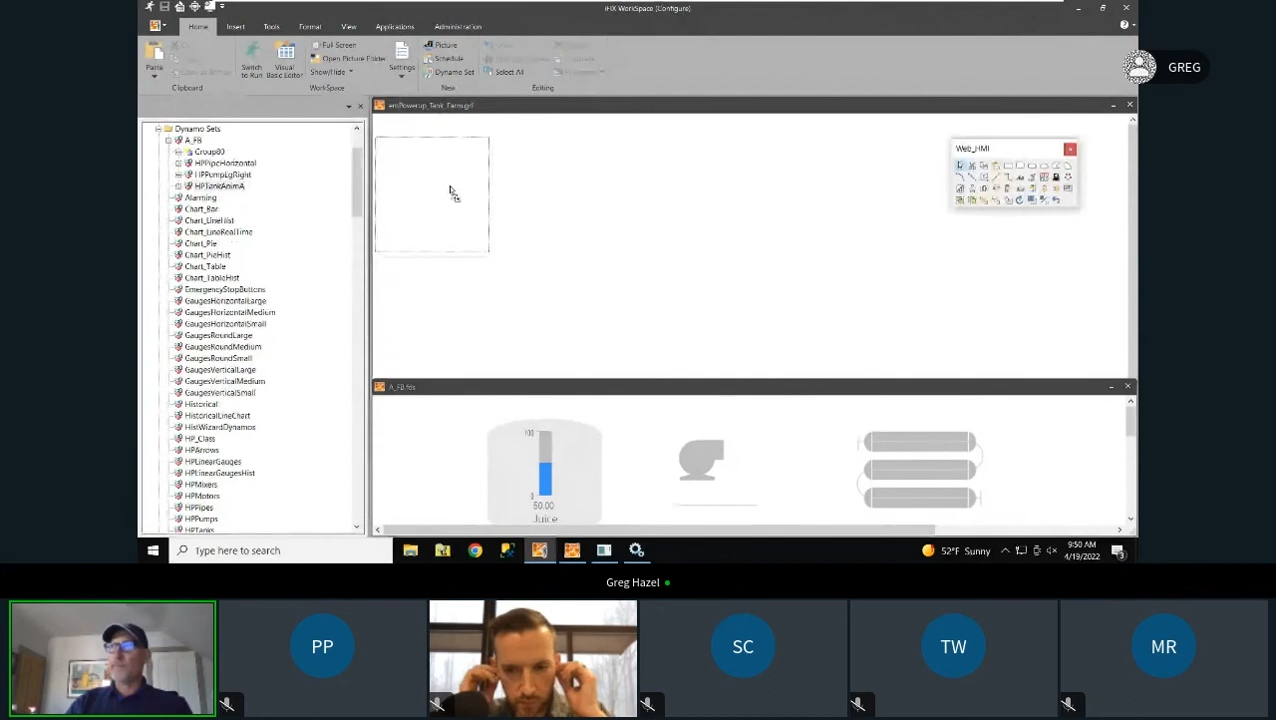 iFIX WorkSpace (Configure)
Home Insert Tools Format View Applications Administration
GREG
Paste
Switch to Run
Visual Basic Editor
Full Screen
Open Picture Folder
Show/Hide
Settings
Picture
Schedule
Dynamo Set
Select All
Clipboard
WorkSpace
New
Editing
Web_HMI
Dynamo Sets
A_FB
Group80
HPPipeHorizontal
HPPumpLgRight
HPTankAnimA
Alarming
Chart_Bar
Chart_LineHist
Chart_LineRealTime
Chart_Pie
Chart_PieHist
Chart_Table
Chart_TableHist
EmergencyStopButtons
GaugesHorizontalLarge
GaugesHorizontalMedium
GaugesHorizontalSmall
GaugesRoundLarge
GaugesRoundMedium
GaugesRoundSmall
GaugesVerticalLarge
GaugesVerticalMedium
GaugesVerticalSmall
Historical
HistoricalLineChart
HistWizardDynamos
HP_Class
HPArrows
HPLinearGauges
HPLinearGaugesHist
HPMixers
HPMotors
HPPipes
HPPumps
HPTanks
A_FB.fds
100
0
50.00
Juice
Type here to search
52°F Sunny
9:50 AM
4/19/2022
3
Greg Hazel
PP
SC
TW
MR